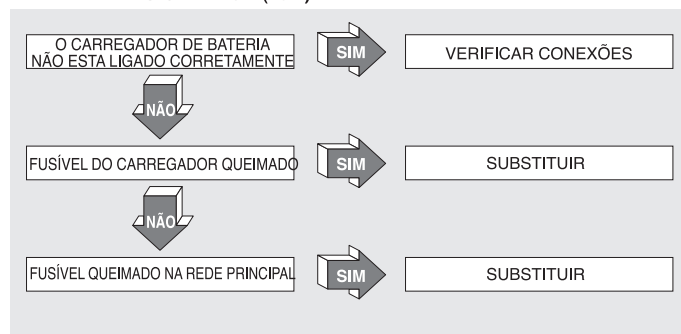 O CARREGADOR DE BATERIA
NÃO ESTA LIGADO CORRETAMENTE
SIM
VERIFICAR CONEXÕES
NÃO
FUSÍVEL DO CARREGADOR QUEIMADO
SIM
SUBSTITUIR
NÃO
FUSÍVEL QUEIMADO NA REDE PRINCIPAL
SIM
SUBSTITUIR